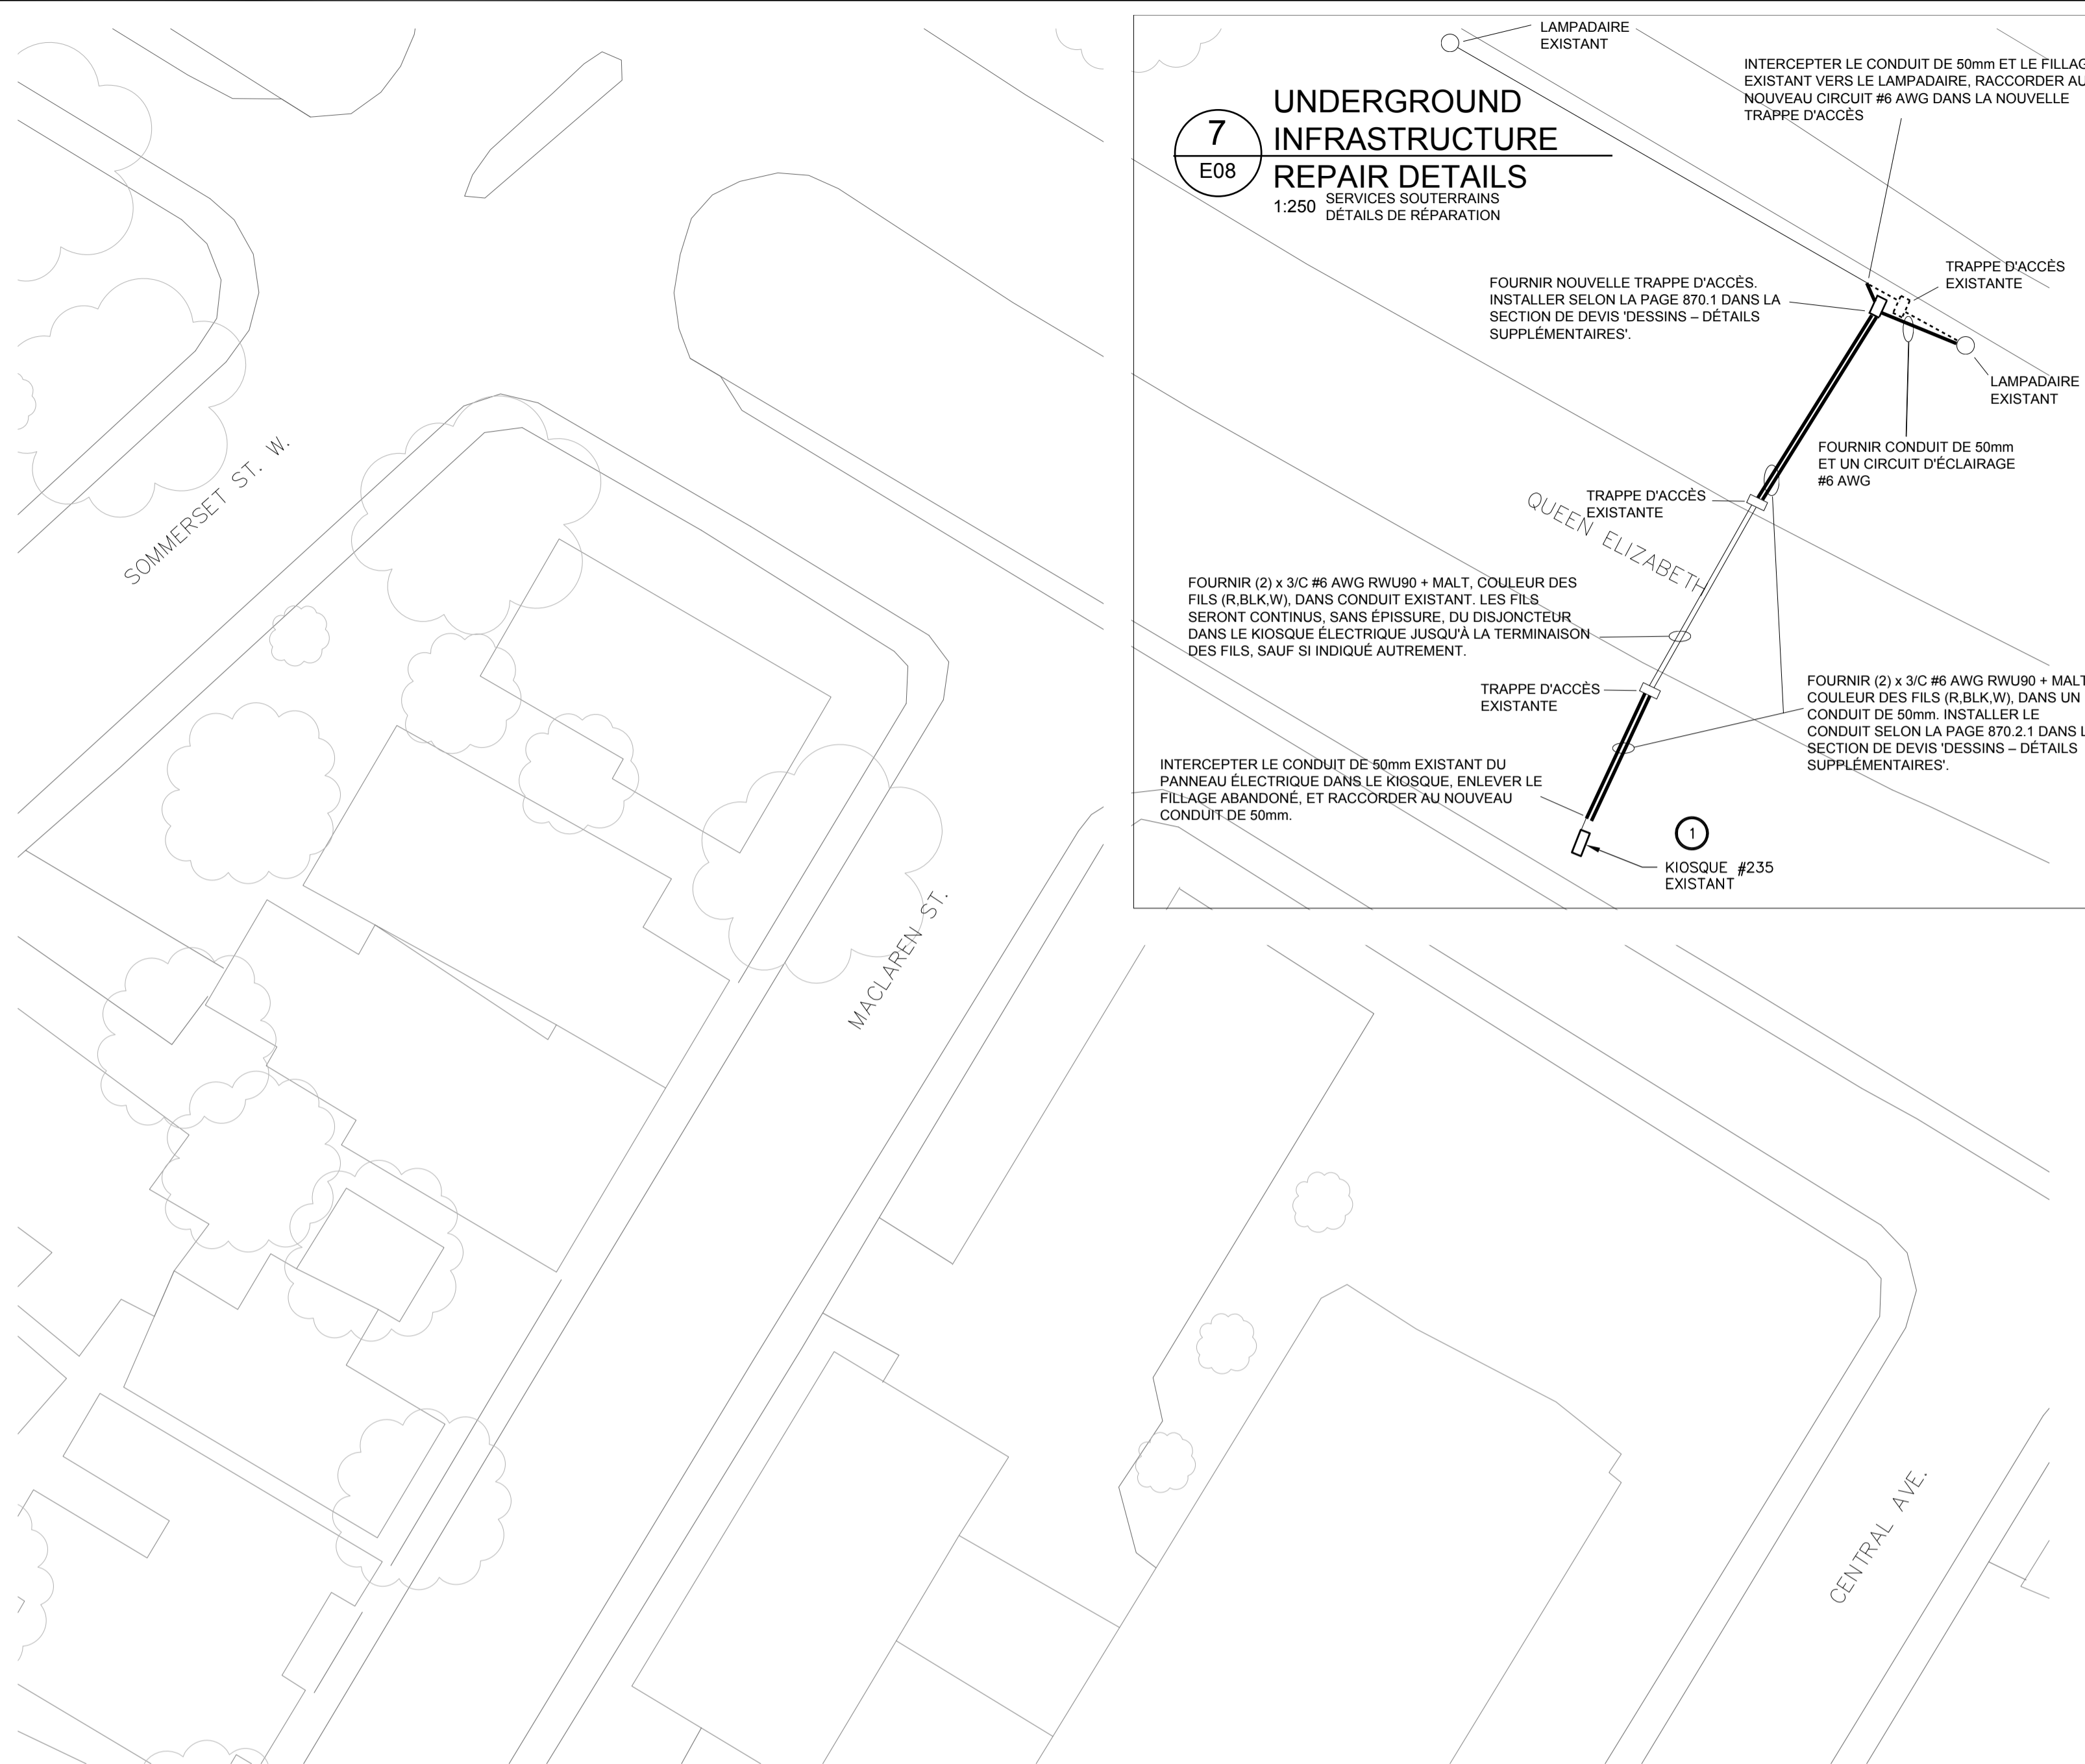 LAMPADAIRE
EXISTANT
INTERCEPTER LE CONDUIT DE 50mm ET LE FILLAG
EXISTANT VERS LE LAMPADAIRE, RACCORDER AU
NOUVEAU CIRCUIT #6 AWG DANS LA NOUVELLE
TRAPPE D'ACCÈS
7
E08
UNDERGROUND
INFRASTRUCTURE
REPAIR DETAILS
1:250 SERVICES SOUTERRAINS
DÉTAILS DE RÉPARATION
TRAPPE D'ACCÈS
EXISTANTE
FOURNIR NOUVELLE TRAPPE D'ACCÈS.
INSTALLER SELON LA PAGE 870.1 DANS LA
SECTION DE DEVIS 'DESSINS – DÉTAILS
SUPPLÉMENTAIRES'.
LAMPADAIRE
EXISTANT
FOURNIR CONDUIT DE 50mm
ET UN CIRCUIT D'ÉCLAIRAGE
#6 AWG
TRAPPE D'ACCÈS
EXISTANTE
QUEEN ELIZABETH
FOURNIR (2) x 3/C #6 AWG RWU90 + MALT, COULEUR DES
FILS (R,BLK,W), DANS CONDUIT EXISTANT. LES FILS
SERONT CONTINUS, SANS ÉPISSURE, DU DISJONCTEUR
DANS LE KIOSQUE ÉLECTRIQUE JUSQU'À LA TERMINAISON
DES FILS, SAUF SI INDIQUÉ AUTREMENT.
TRAPPE D'ACCÈS
EXISTANTE
FOURNIR (2) x 3/C #6 AWG RWU90 + MALT
COULEUR DES FILS (R,BLK,W), DANS UN
CONDUIT DE 50mm. INSTALLER LE
CONDUIT SELON LA PAGE 870.2.1 DANS L
SECTION DE DEVIS 'DESSINS – DÉTAILS
SUPPLÉMENTAIRES'.
INTERCEPTER LE CONDUIT DE 50mm EXISTANT DU
PANNEAU ÉLECTRIQUE DANS LE KIOSQUE, ENLEVER LE
FILLAGE ABANDONÉ, ET RACCORDER AU NOUVEAU
CONDUIT DE 50mm.
1
KIOSQUE #235
EXISTANT
SOMMERSET ST. W.
MACLAREN ST.
CENTRAL AVE.